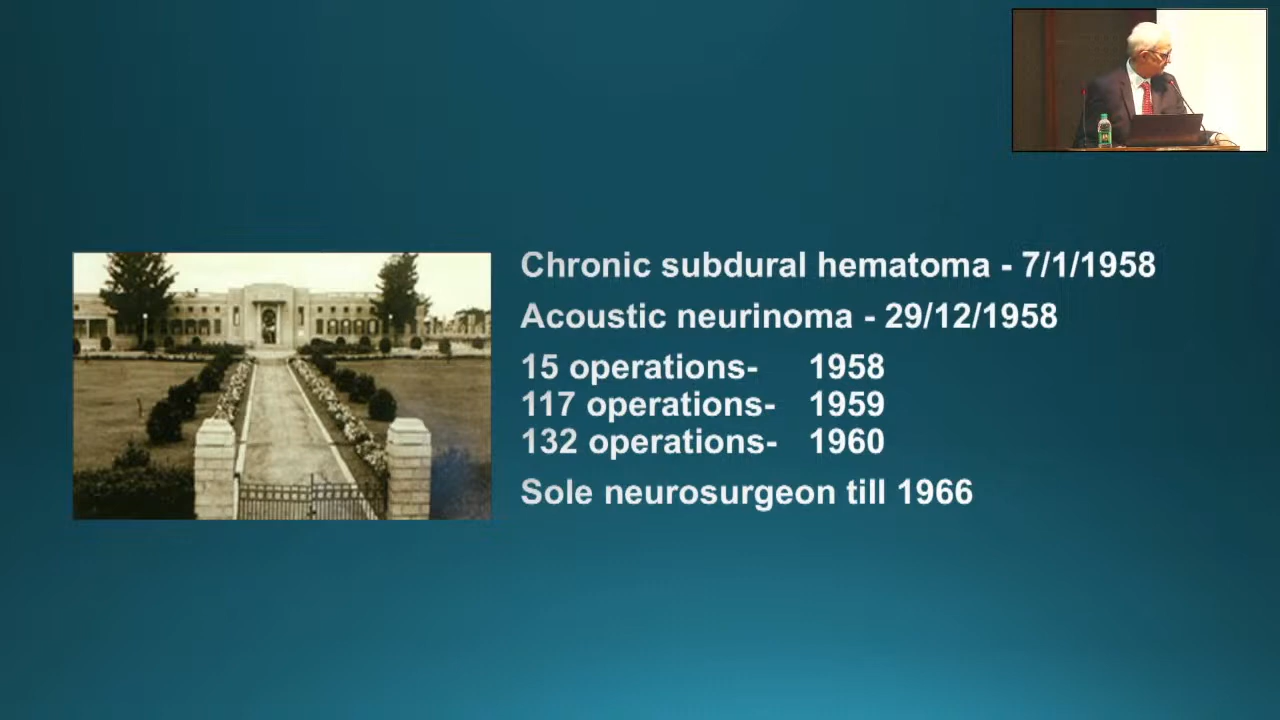 Chronic subdural hematoma - 7/1/1958
Acoustic neurinoma - 29/12/1958
15 operations- 1958
117 operations- 1959
132 operations- 1960
Sole neurosurgeon till 1966